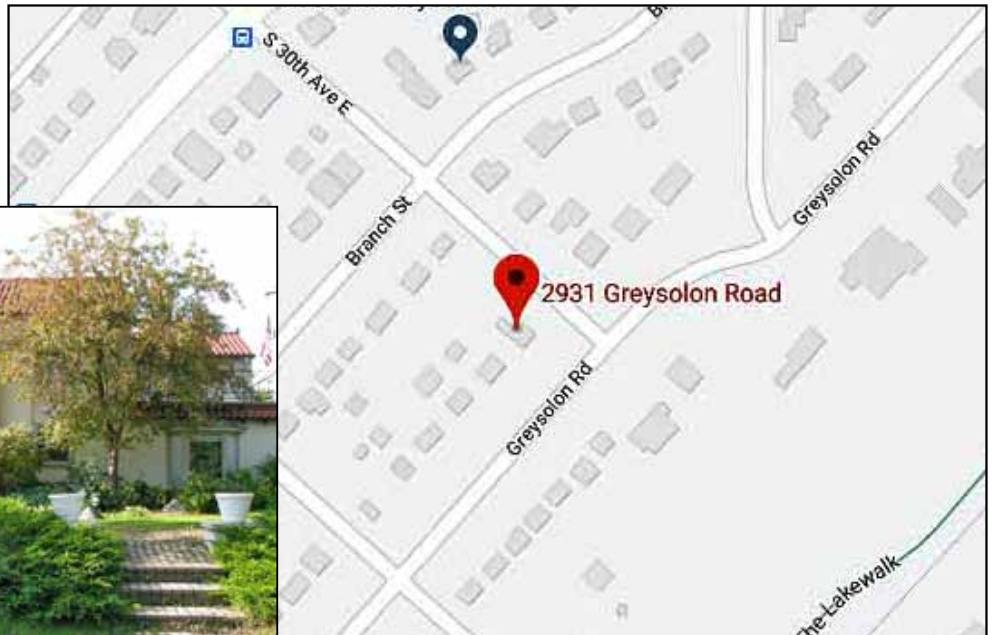 S 30th Ave E
Branch St
Greysolon Rd
2931 Greysolon Road
Greysolon Rd
The Lakewalk